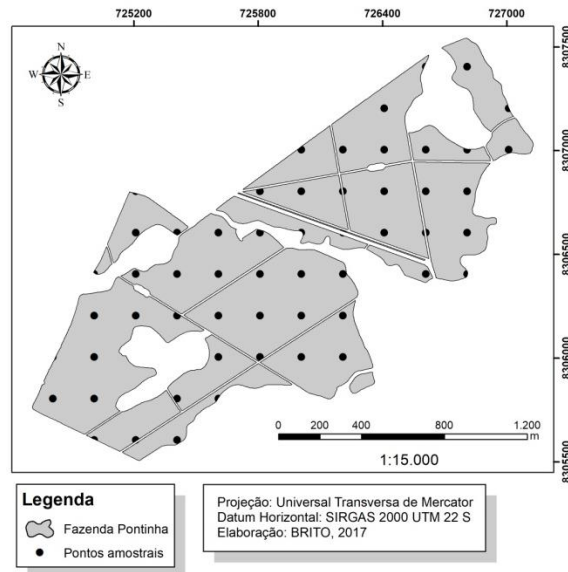 725200 725800 726400 727000
N
W E
S
8307500
8307000
8306500
8306000
8305500
0 200 400 800 1.200
m
1:15.000
Legenda
Fazenda Pontinha
Pontos amostrais
Projeção: Universal Transversa de Mercator
Datum Horizontal: SIRGAS 2000 UTM 22 S
Elaboração: BRITO, 2017